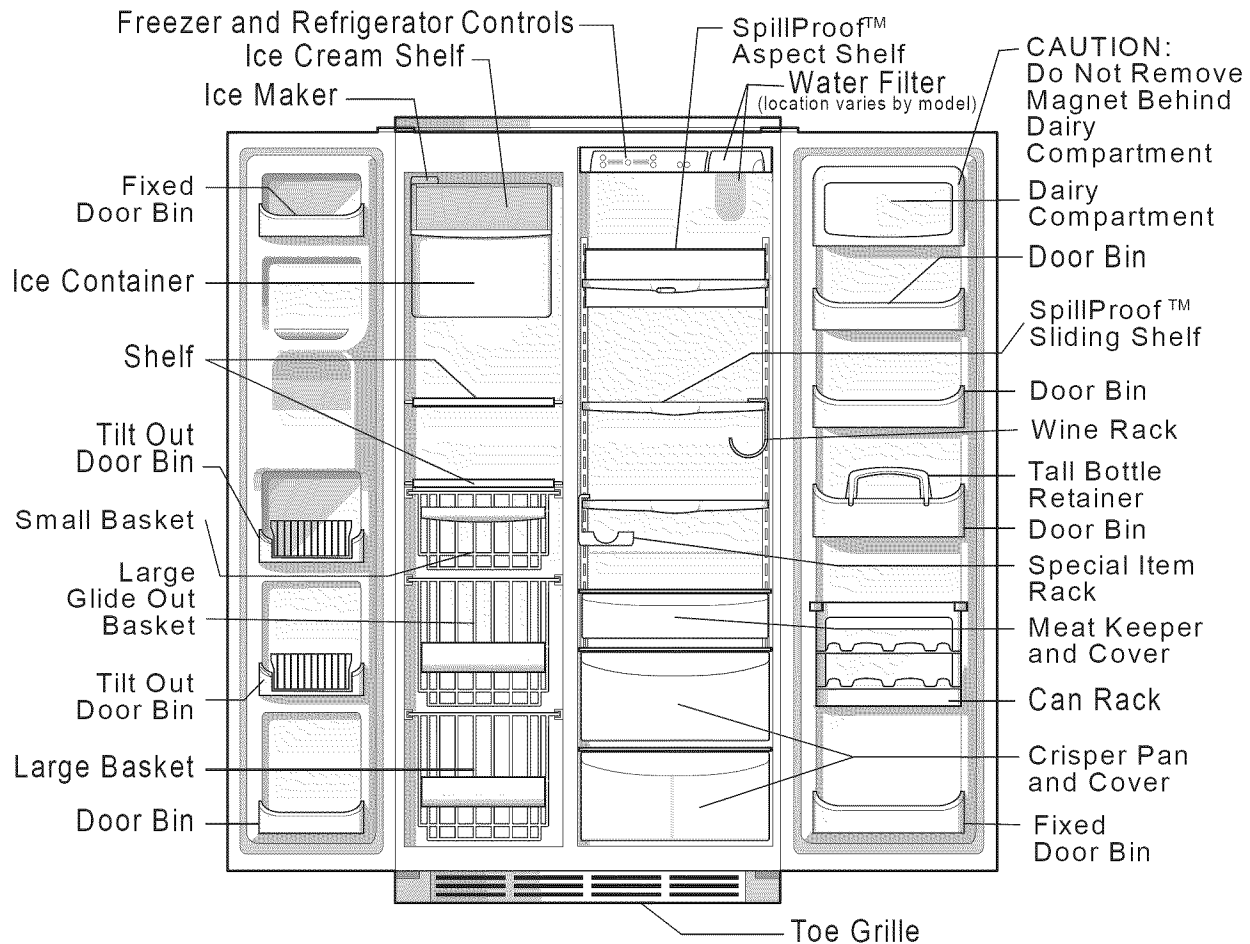 Freezer and Refrigerator Controls
Ice Cream Shelf
Ice Maker
Fixed
Door Bin
Ice Container
Shelf
Tilt Out
Door Bin
Small Basket
Large
Glide Out
Basket
Tilt Out
Door Bin
Large Basket
Door Bin
SpillProof™
Aspect Shelf
Water Filter
(location varies by model)
CAUTION:
Do Not Remove
Magnet Behind
Dairy
Compartment
Dairy
Compartment
Door Bin
SpillProof™
Sliding Shelf
Door Bin
Wine Rack
Tall Bottle
Retainer
Door Bin
Special Item
Rack
Meat Keeper
and Cover
Can Rack
Crisper Pan
and Cover
Fixed
Door Bin
Toe Grille